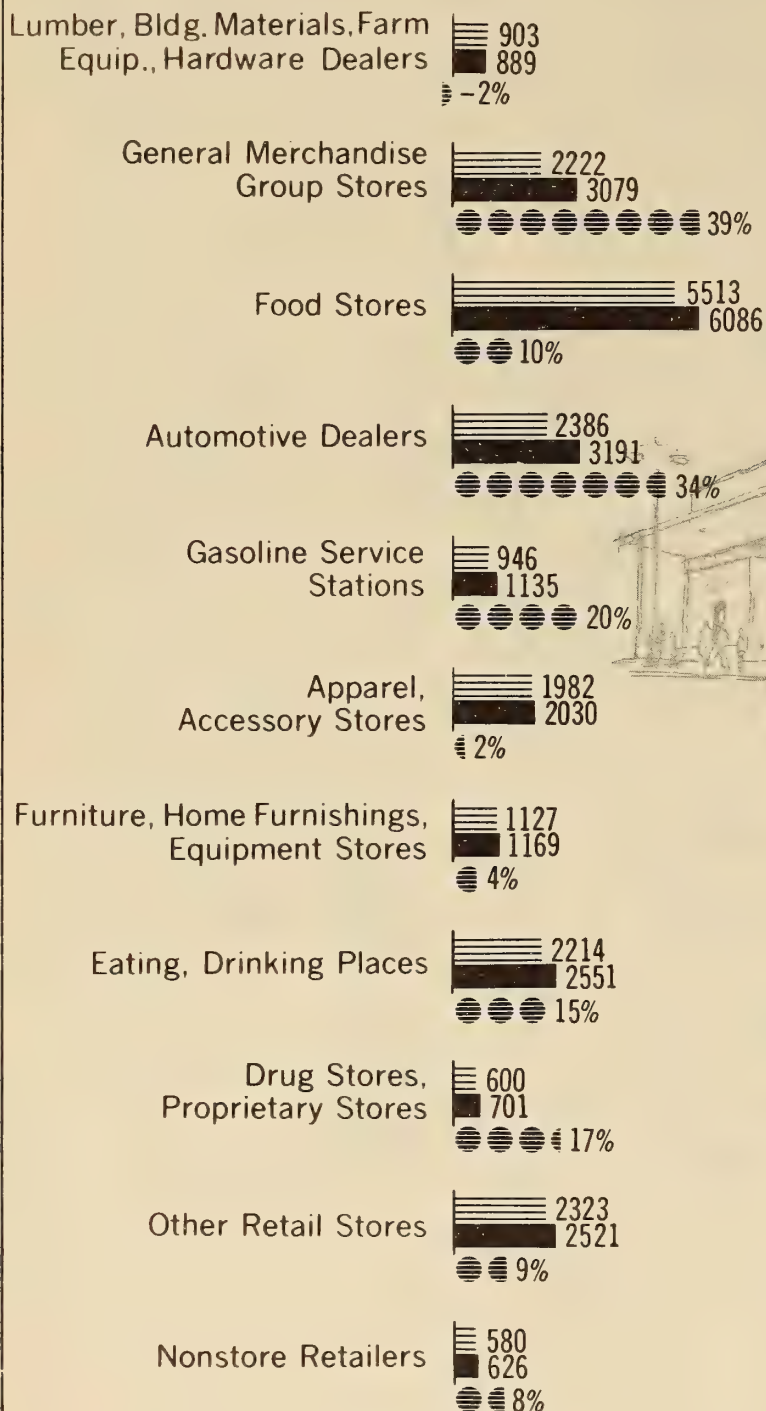 Lumber, Bldg. Materials, Farm
Equip., Hardware Dealers
903
889
-2%
General Merchandise
Group Stores
2222
3079
39%
Food Stores
5513
6086
10%
Automotive Dealers
2386
3191
34%
Gasoline Service
Stations
946
1135
20%
Apparel,
Accessory Stores
1982
2030
2%
Furniture, Home Furnishings,
Equipment Stores
1127
1169
4%
Eating, Drinking Places
2214
2551
15%
Drug Stores,
Proprietary Stores
600
701
17%
Other Retail Stores
2323
2521
9%
Nonstore Retailers
580
626
8%